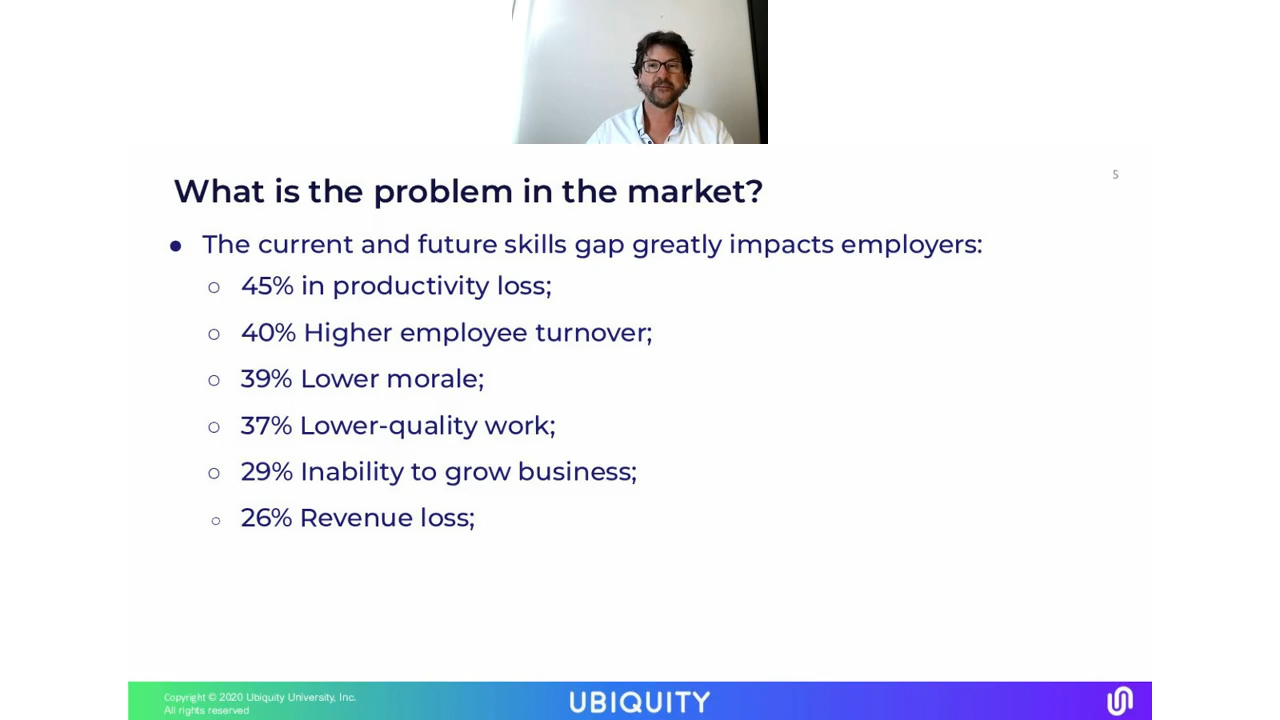 What is the problem in the market?
5
● The current and future skills gap greatly impacts employers:
○ 45% in productivity loss;
○ 40% Higher employee turnover;
○ 39% Lower morale;
○ 37% Lower-quality work;
○ 29% Inability to grow business;
○ 26% Revenue loss;
Copyright © 2020 Ubiquity University, Inc.
All rights reserved
UBIQUITY